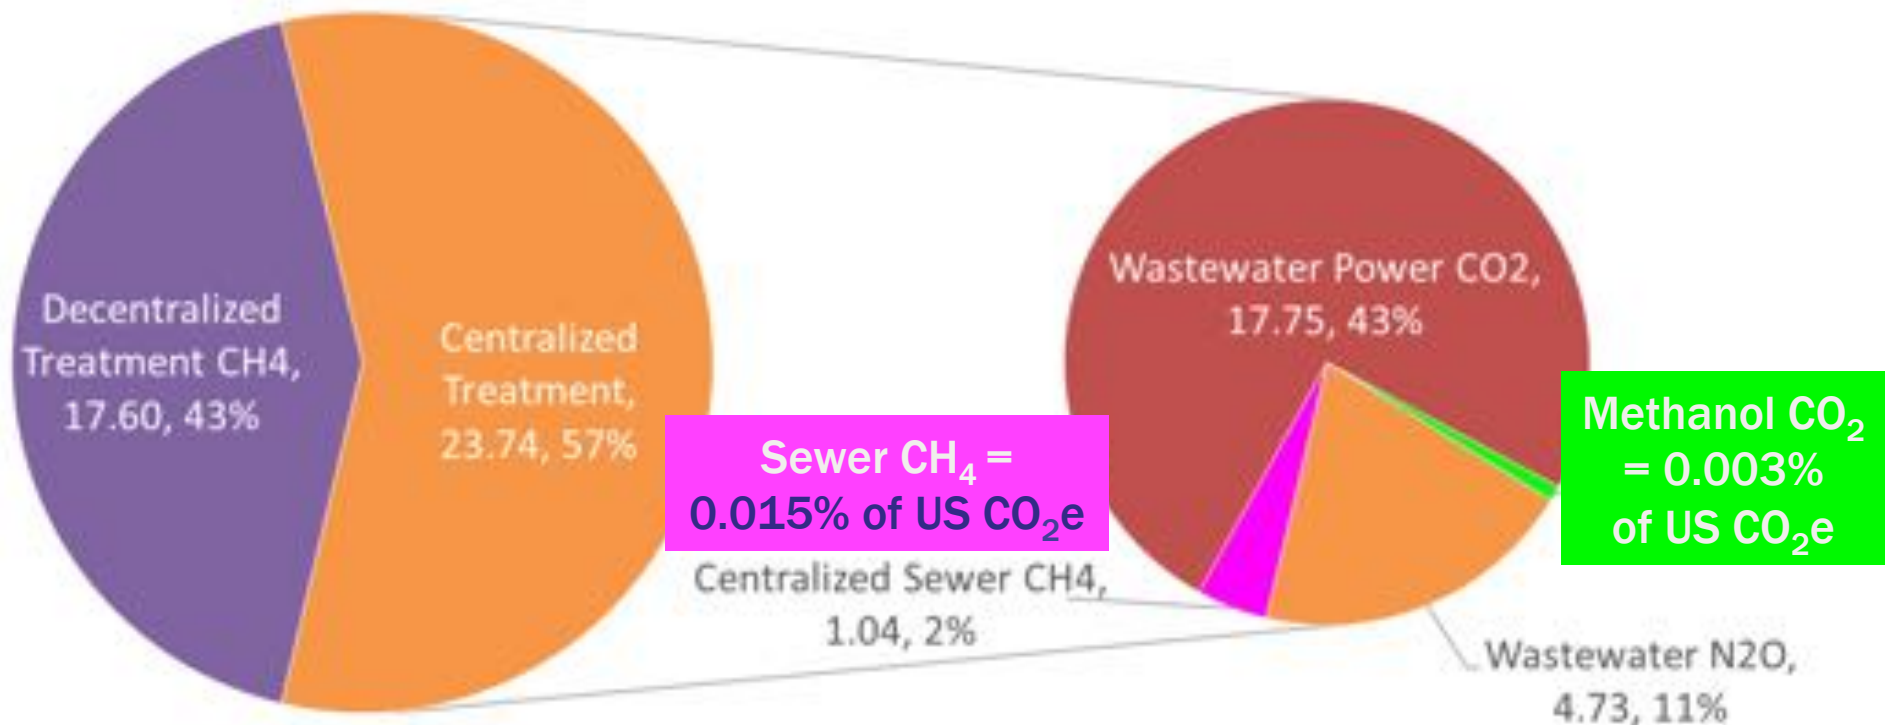 Decentralized
Treatment CH4,
17.60, 43%
Centralized
Treatment,
23.74, 57%
Sewer CH₄ =
0.015% of US CO₂e
Centralized Sewer CH4,
1.04, 2%
Wastewater Power CO2,
17.75, 43%
Methanol CO₂
= 0.003%
of US CO₂e
Wastewater N2O,
4.73, 11%